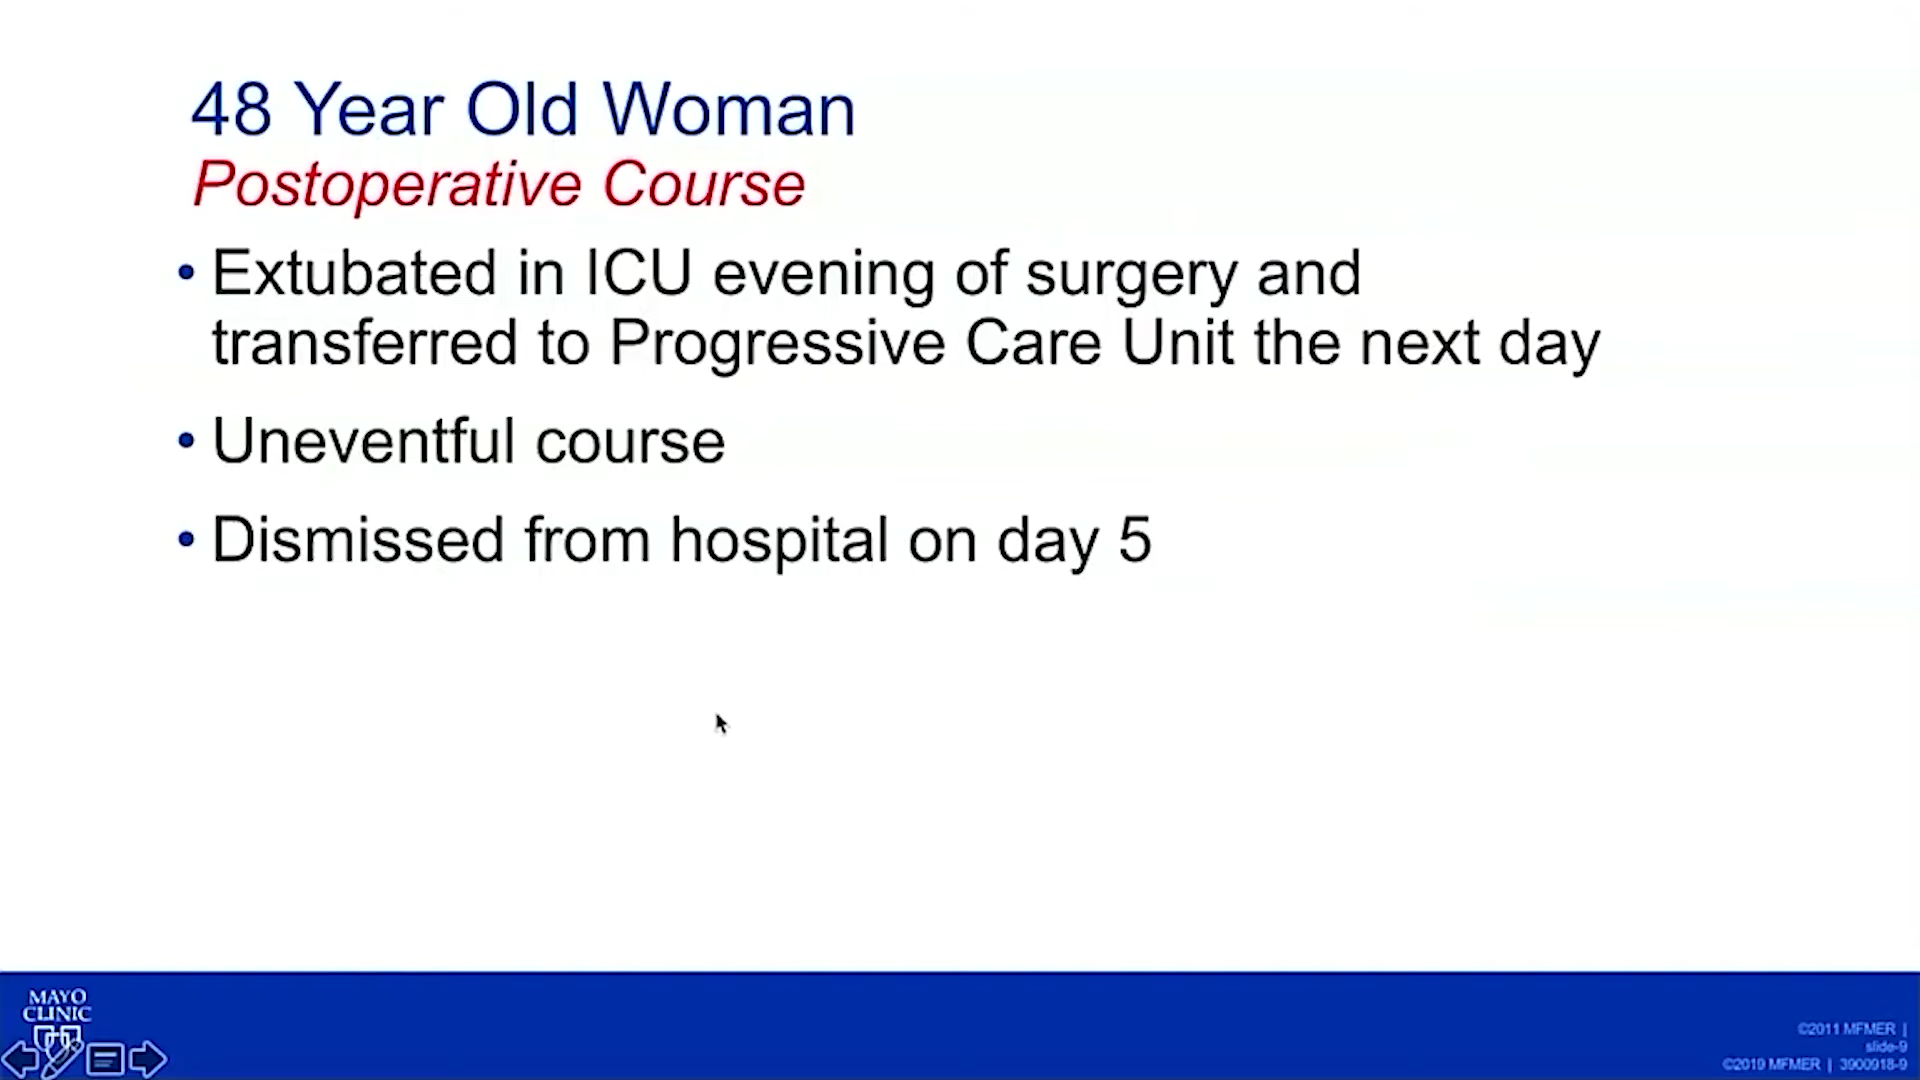 48 Year Old Woman
Postoperative Course
• Extubated in ICU evening of surgery and
transferred to Progressive Care Unit the next day
• Uneventful course
• Dismissed from hospital on day 5
MAYO
CLINIC
©2011 MFMER |
slide-9
©2019 MFMER | 3900918-9